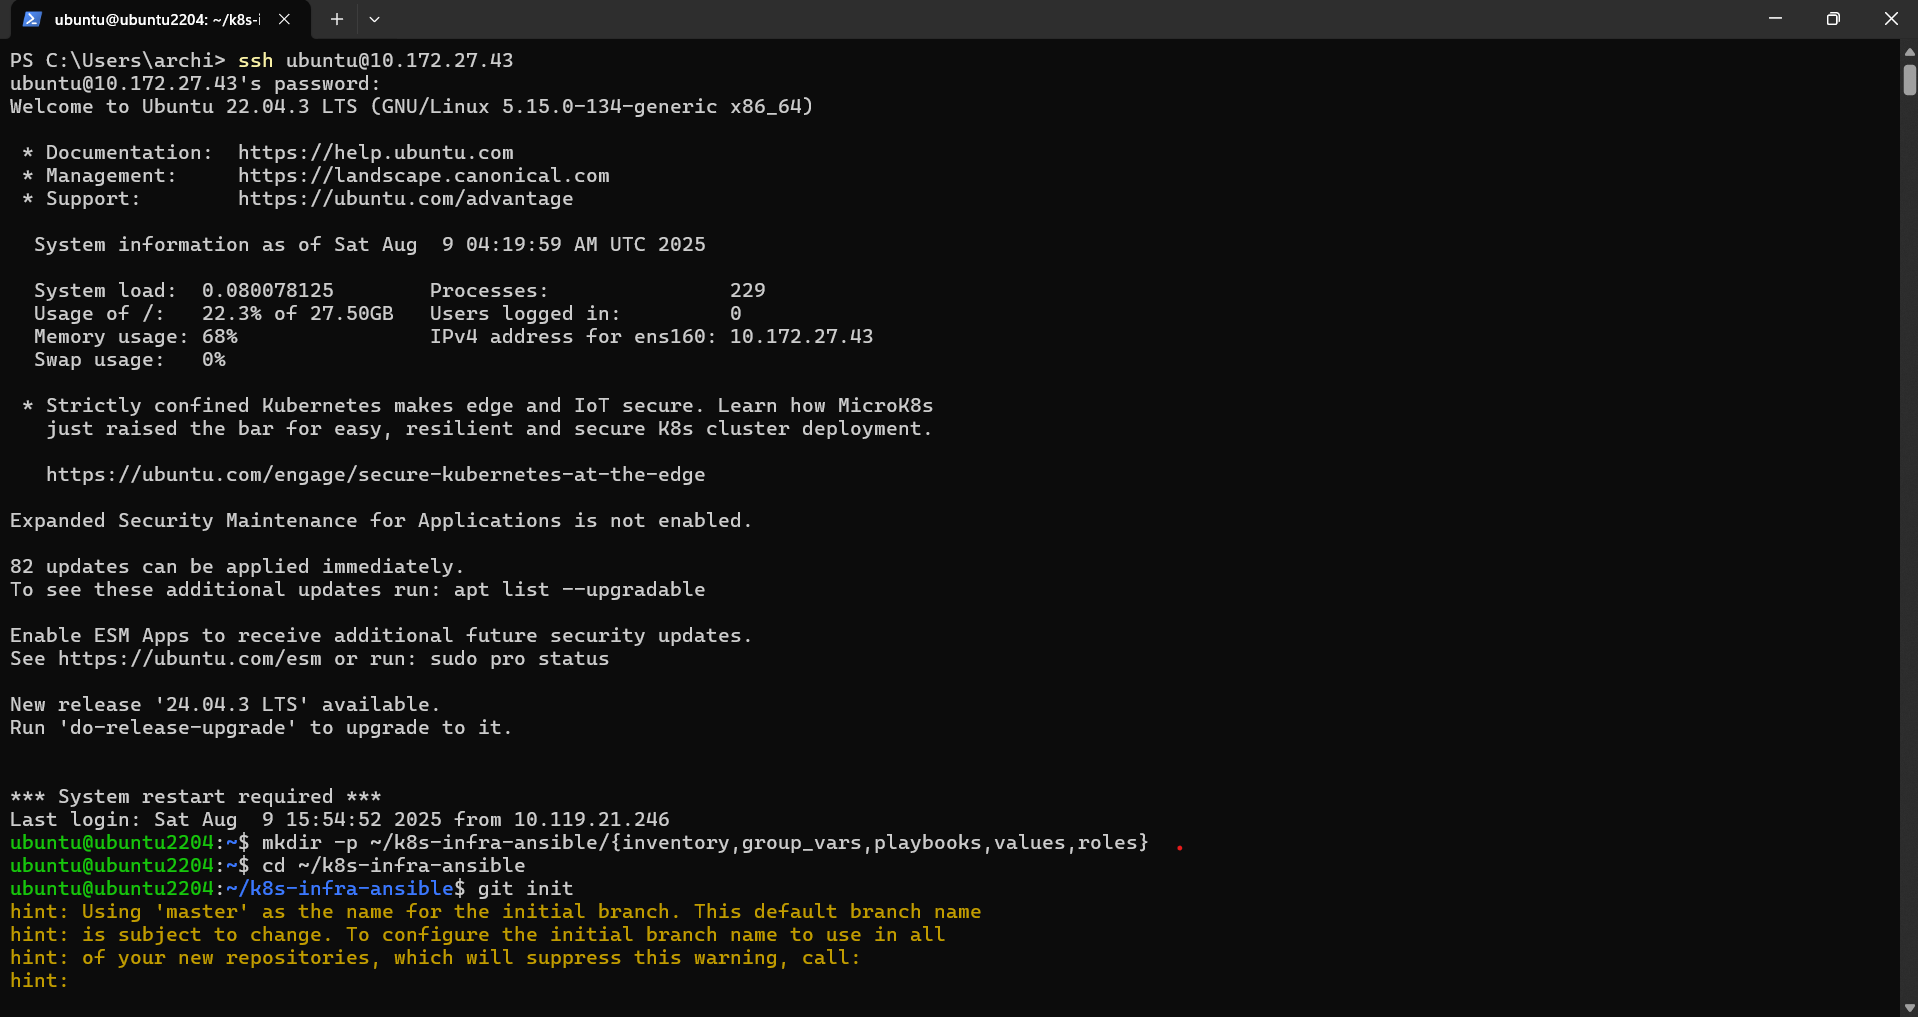 ubuntu@ubuntu2204: ~/k8s-i
PS C:\Users\archi> ssh ubuntu@10.172.27.43
ubuntu@10.172.27.43's password:
Welcome to Ubuntu 22.04.3 LTS (GNU/Linux 5.15.0-134-generic x86_64)
* Documentation:  https://help.ubuntu.com
* Management:     https://landscape.canonical.com
* Support:        https://ubuntu.com/advantage
System information as of Sat Aug  9 04:19:59 AM UTC 2025
System load:  0.080078125        Processes:               229
Usage of /:   22.3% of 27.50GB   Users logged in:         0
Memory usage: 68%                IPv4 address for ens160: 10.172.27.43
Swap usage:   0%
* Strictly confined Kubernetes makes edge and IoT secure. Learn how MicroK8s
just raised the bar for easy, resilient and secure K8s cluster deployment.
https://ubuntu.com/engage/secure-kubernetes-at-the-edge
Expanded Security Maintenance for Applications is not enabled.
82 updates can be applied immediately.
To see these additional updates run: apt list --upgradable
Enable ESM Apps to receive additional future security updates.
See https://ubuntu.com/esm or run: sudo pro status
New release '24.04.3 LTS' available.
Run 'do-release-upgrade' to upgrade to it.
*** System restart required ***
Last login: Sat Aug  9 15:54:52 2025 from 10.119.21.246
ubuntu@ubuntu2204:~$ mkdir -p ~/k8s-infra-ansible/{inventory,group_vars,playbooks,values,roles}
ubuntu@ubuntu2204:~$ cd ~/k8s-infra-ansible
ubuntu@ubuntu2204:~/k8s-infra-ansible$ git init
hint: Using 'master' as the name for the initial branch. This default branch name
hint: is subject to change. To configure the initial branch name to use in all
hint: of your new repositories, which will suppress this warning, call:
hint: